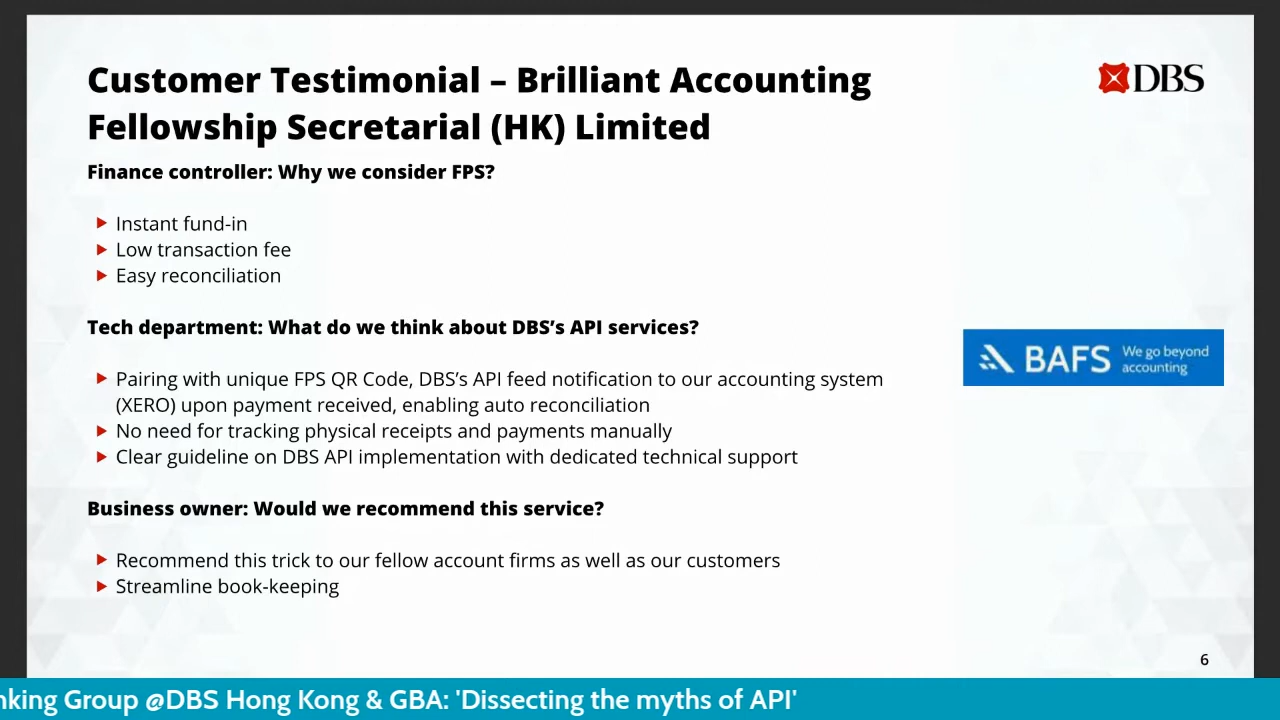 Customer Testimonial – Brilliant Accounting
Fellowship Secretarial (HK) Limited
DBS
Finance controller: Why we consider FPS?
Instant fund-in
Low transaction fee
Easy reconciliation
Tech department: What do we think about DBS's API services?
Pairing with unique FPS QR Code, DBS's API feed notification to our accounting system
(XERO) upon payment received, enabling auto reconciliation
No need for tracking physical receipts and payments manually
Clear guideline on DBS API implementation with dedicated technical support
BAFS
We go beyond
accounting
Business owner: Would we recommend this service?
Recommend this trick to our fellow account firms as well as our customers
Streamline book-keeping
6
nking Group @DBS Hong Kong & GBA: 'Dissecting the myths of API'